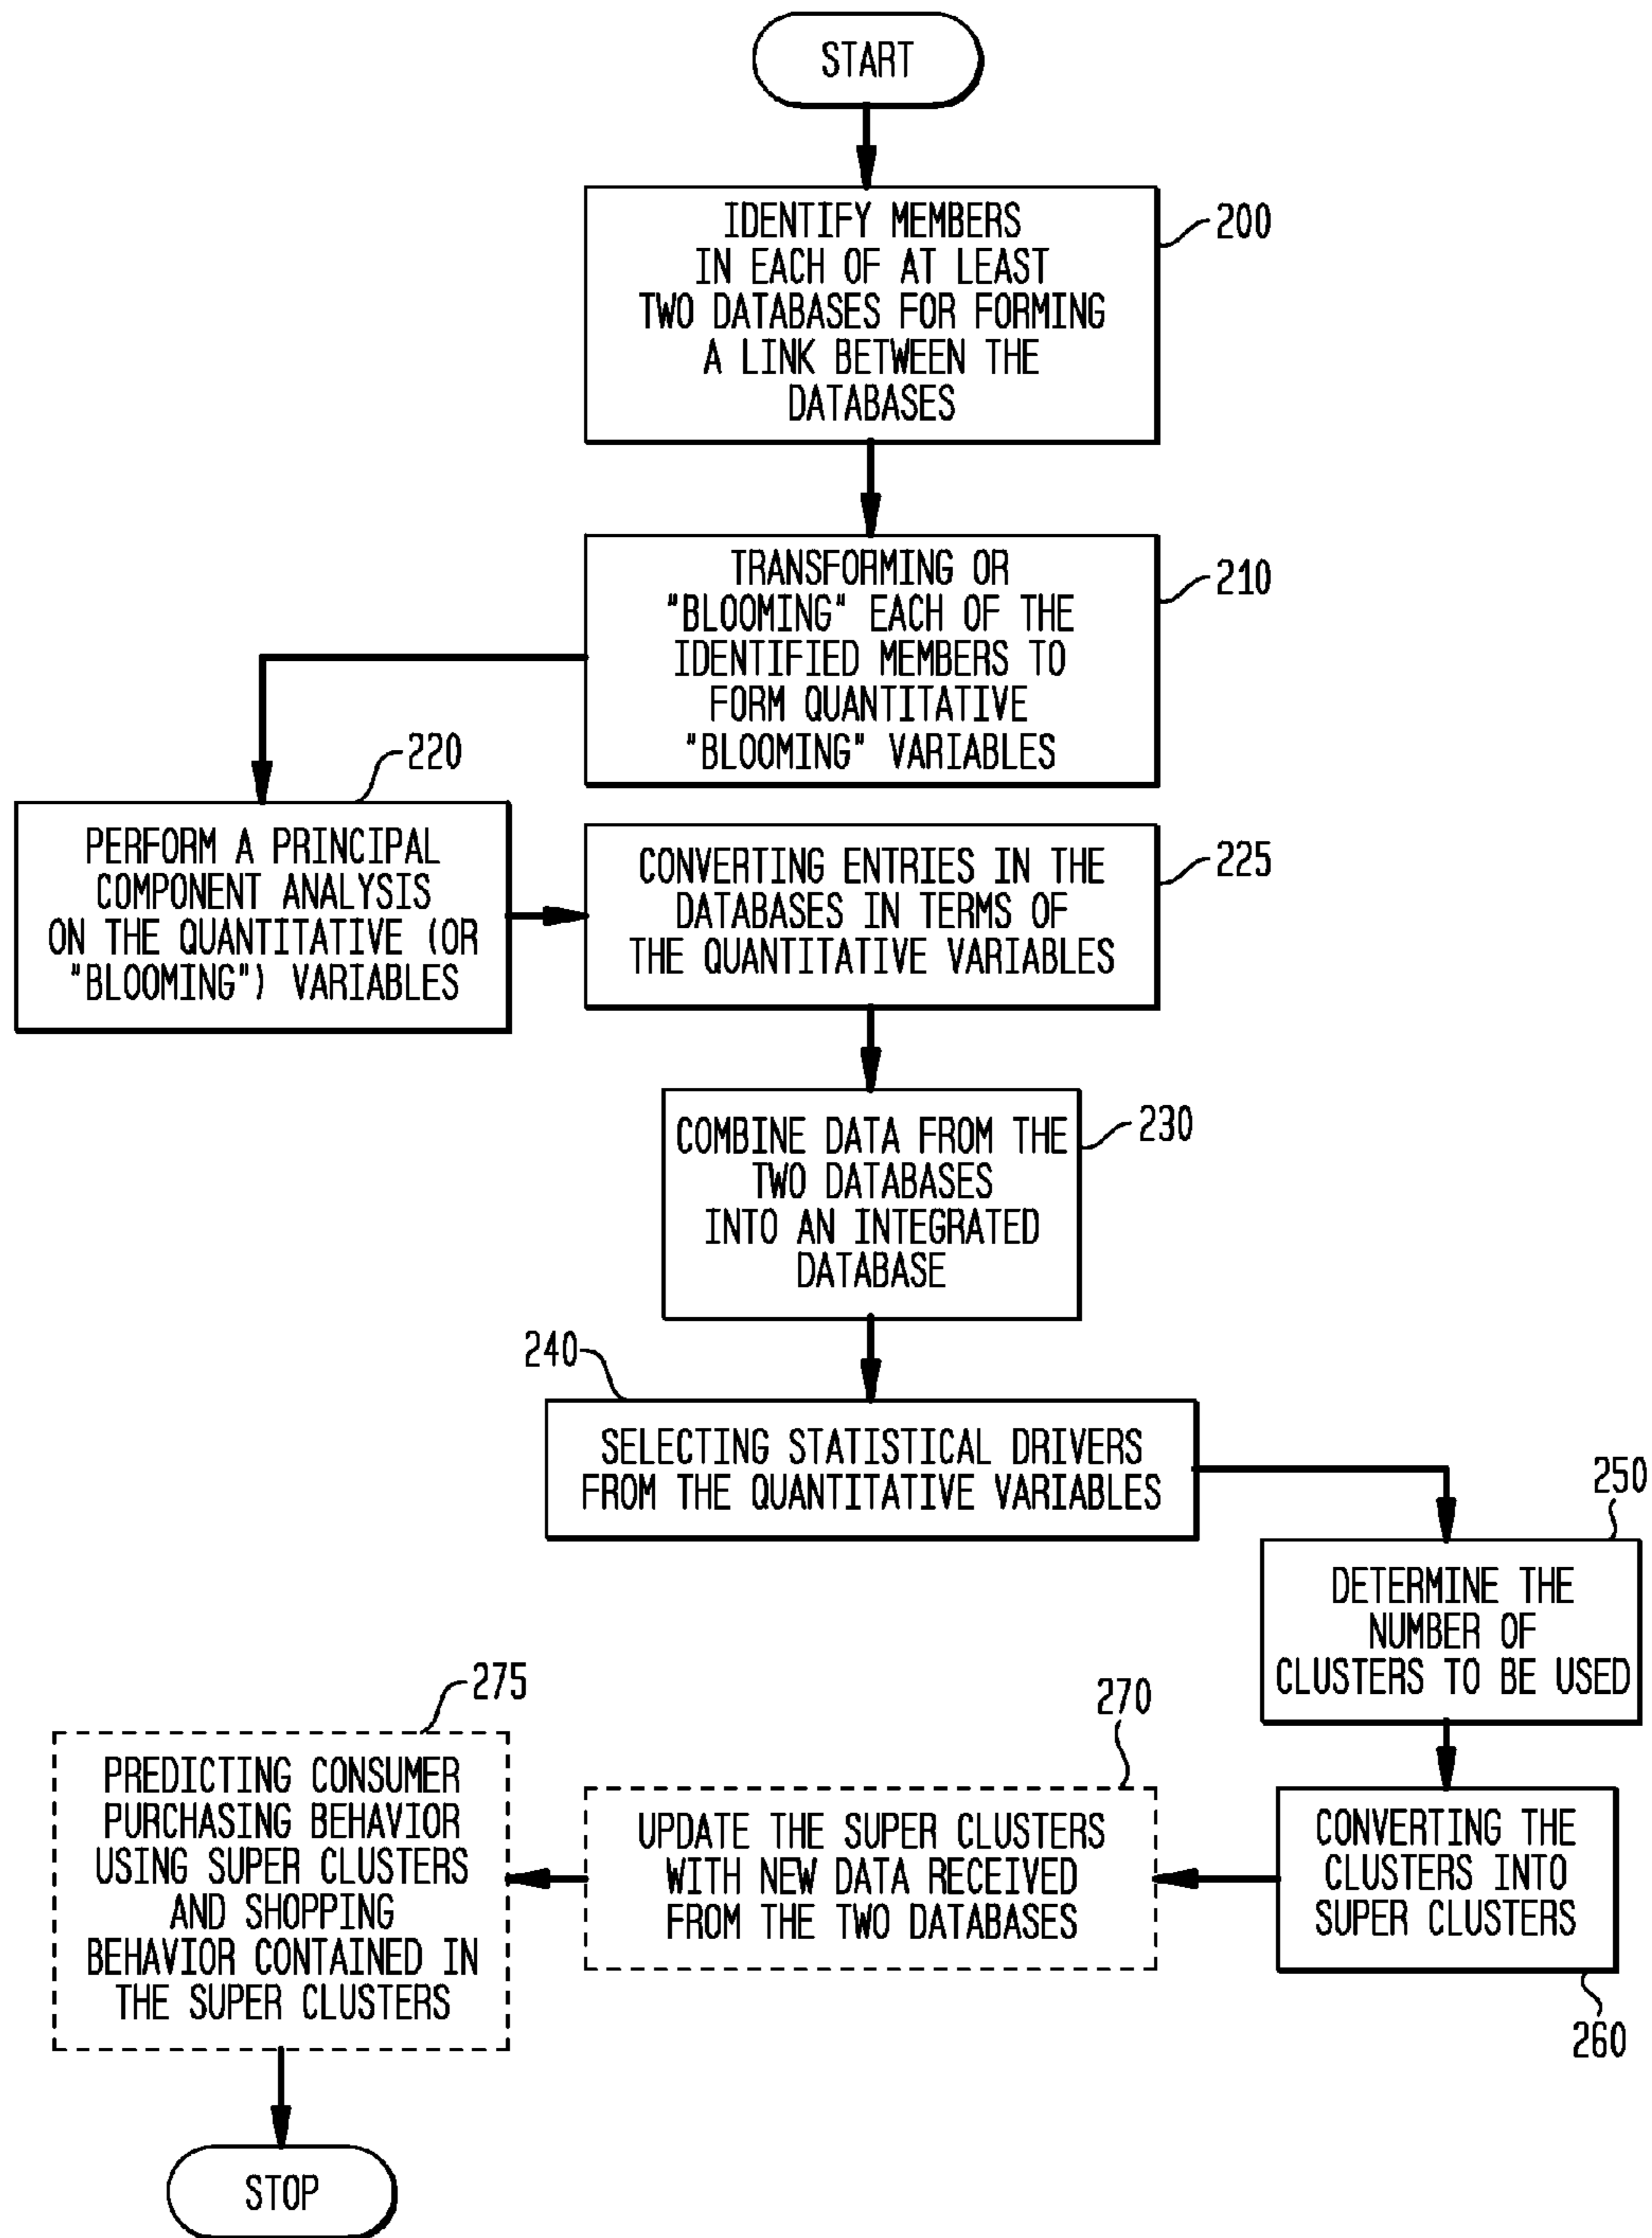 START
IDENTIFY MEMBERS
IN EACH OF AT LEAST
TWO DATABASES FOR FORMING
A LINK BETWEEN THE
DATABASES
200
TRANSFORMING OR
"BLOOMING" EACH OF THE
IDENTIFIED MEMBERS TO
FORM QUANTITATIVE
"BLOOMING" VARIABLES
210
220
PERFORM A PRINCIPAL
COMPONENT ANALYSIS
ON THE QUANTITATIVE (OR
"BLOOMING") VARIABLES
CONVERTING ENTRIES IN THE
DATABASES IN TERMS OF
THE QUANTITATIVE VARIABLES
225
COMBINE DATA FROM THE
TWO DATABASES
INTO AN INTEGRATED
DATABASE
230
240
SELECTING STATISTICAL DRIVERS
FROM THE QUANTITATIVE VARIABLES
250
DETERMINE THE
NUMBER OF
CLUSTERS TO BE USED
CONVERTING THE
CLUSTERS INTO
SUPER CLUSTERS
260
270
UPDATE THE SUPER CLUSTERS
WITH NEW DATA RECEIVED
FROM THE TWO DATABASES
275
PREDICTING CONSUMER
PURCHASING BEHAVIOR
USING SUPER CLUSTERS
AND SHOPPING
BEHAVIOR CONTAINED IN
THE SUPER CLUSTERS
STOP